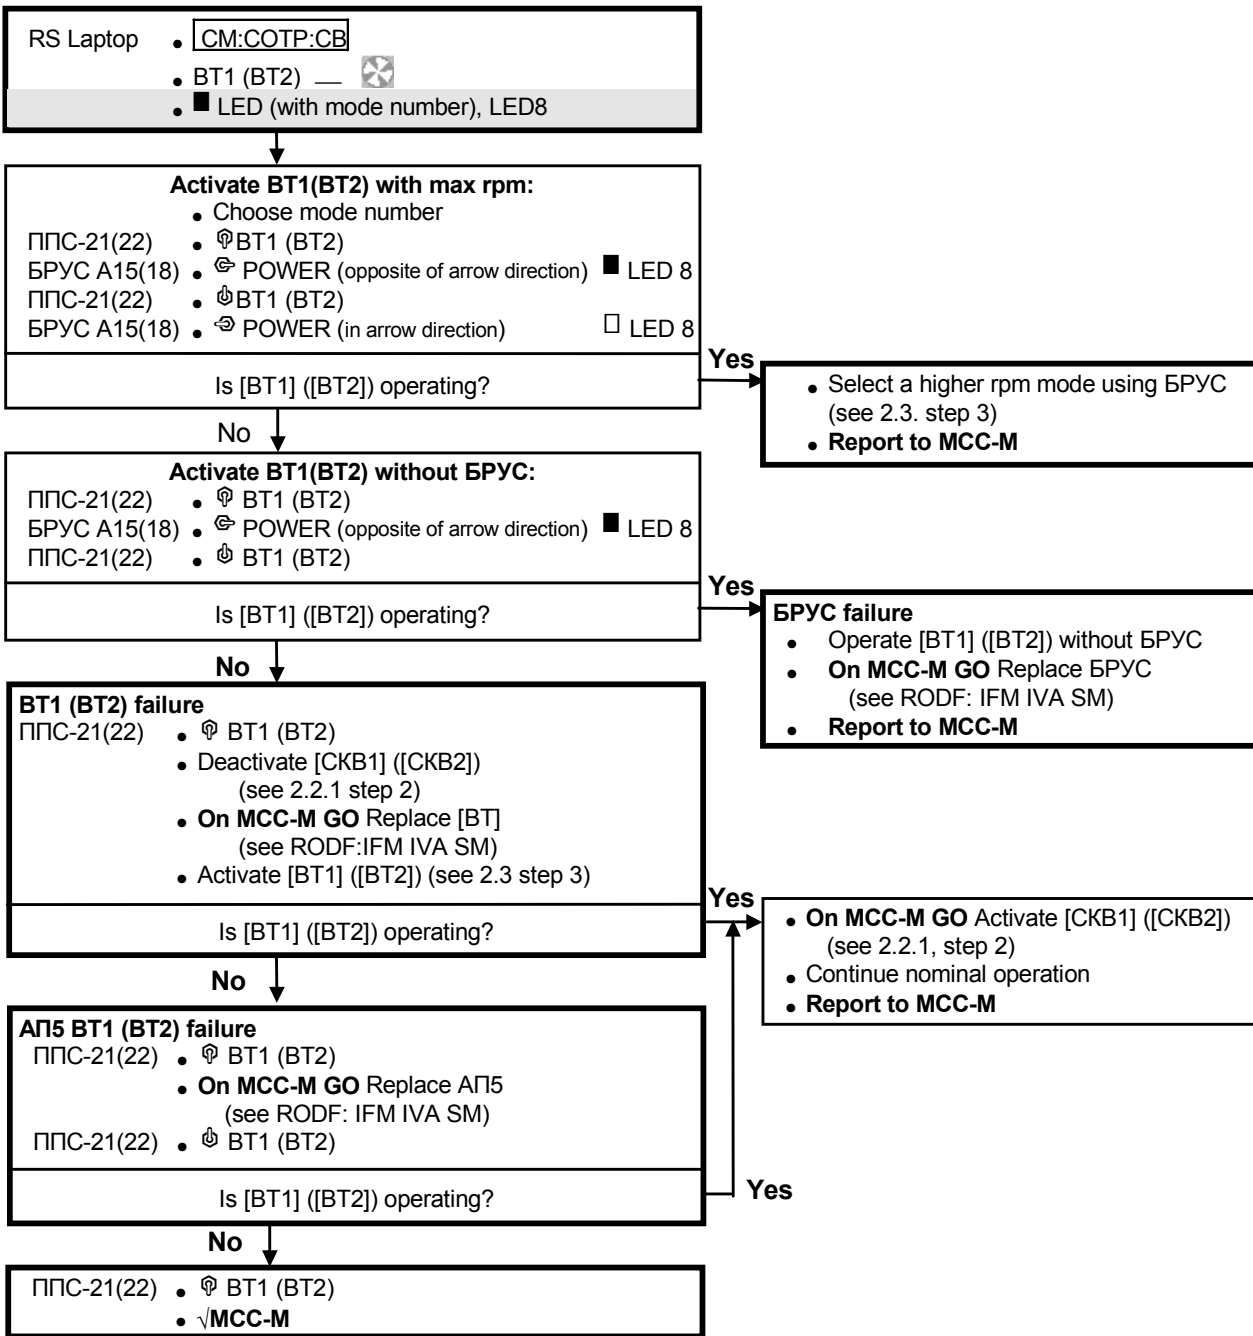 RS Laptop • CM:COTP:CB
• BT1 (BT2) __
• ■ LED (with mode number), LED8
Activate BT1(BT2) with max rpm:
• Choose mode number
ППС-21(22) • BT1 (BT2)
БРУС A15(18) • POWER (opposite of arrow direction) ■ LED 8
ППС-21(22) • BT1 (BT2)
БРУС A15(18) • POWER (in arrow direction) □ LED 8
Is [BT1] ([BT2]) operating?
Yes
• Select a higher rpm mode using БРУС
(see 2.3. step 3)
• Report to MCC-M
No
Activate BT1(BT2) without БРУС:
ППС-21(22) • BT1 (BT2)
БРУС A15(18) • POWER (opposite of arrow direction) ■ LED 8
ППС-21(22) • BT1 (BT2)
Is [BT1] ([BT2]) operating?
Yes
БРУС failure
• Operate [BT1] ([BT2]) without БРУС
• On MCC-M GO Replace БРУС
(see RODF: IFM IVA SM)
• Report to MCC-M
No
BT1 (BT2) failure
ППС-21(22) • BT1 (BT2)
• Deactivate [СКВ1] ([СКВ2])
(see 2.2.1 step 2)
• On MCC-M GO Replace [BT]
(see RODF:IFM IVA SM)
• Activate [BT1] ([BT2]) (see 2.3 step 3)
Is [BT1] ([BT2]) operating?
Yes
• On MCC-M GO Activate [СКВ1] ([СКВ2])
(see 2.2.1, step 2)
• Continue nominal operation
• Report to MCC-M
No
АП5 BT1 (BT2) failure
ППС-21(22) • BT1 (BT2)
• On MCC-M GO Replace АП5
(see RODF: IFM IVA SM)
ППС-21(22) • BT1 (BT2)
Is [BT1] ([BT2]) operating?
Yes
No
ППС-21(22) • BT1 (BT2)
• √MCC-M